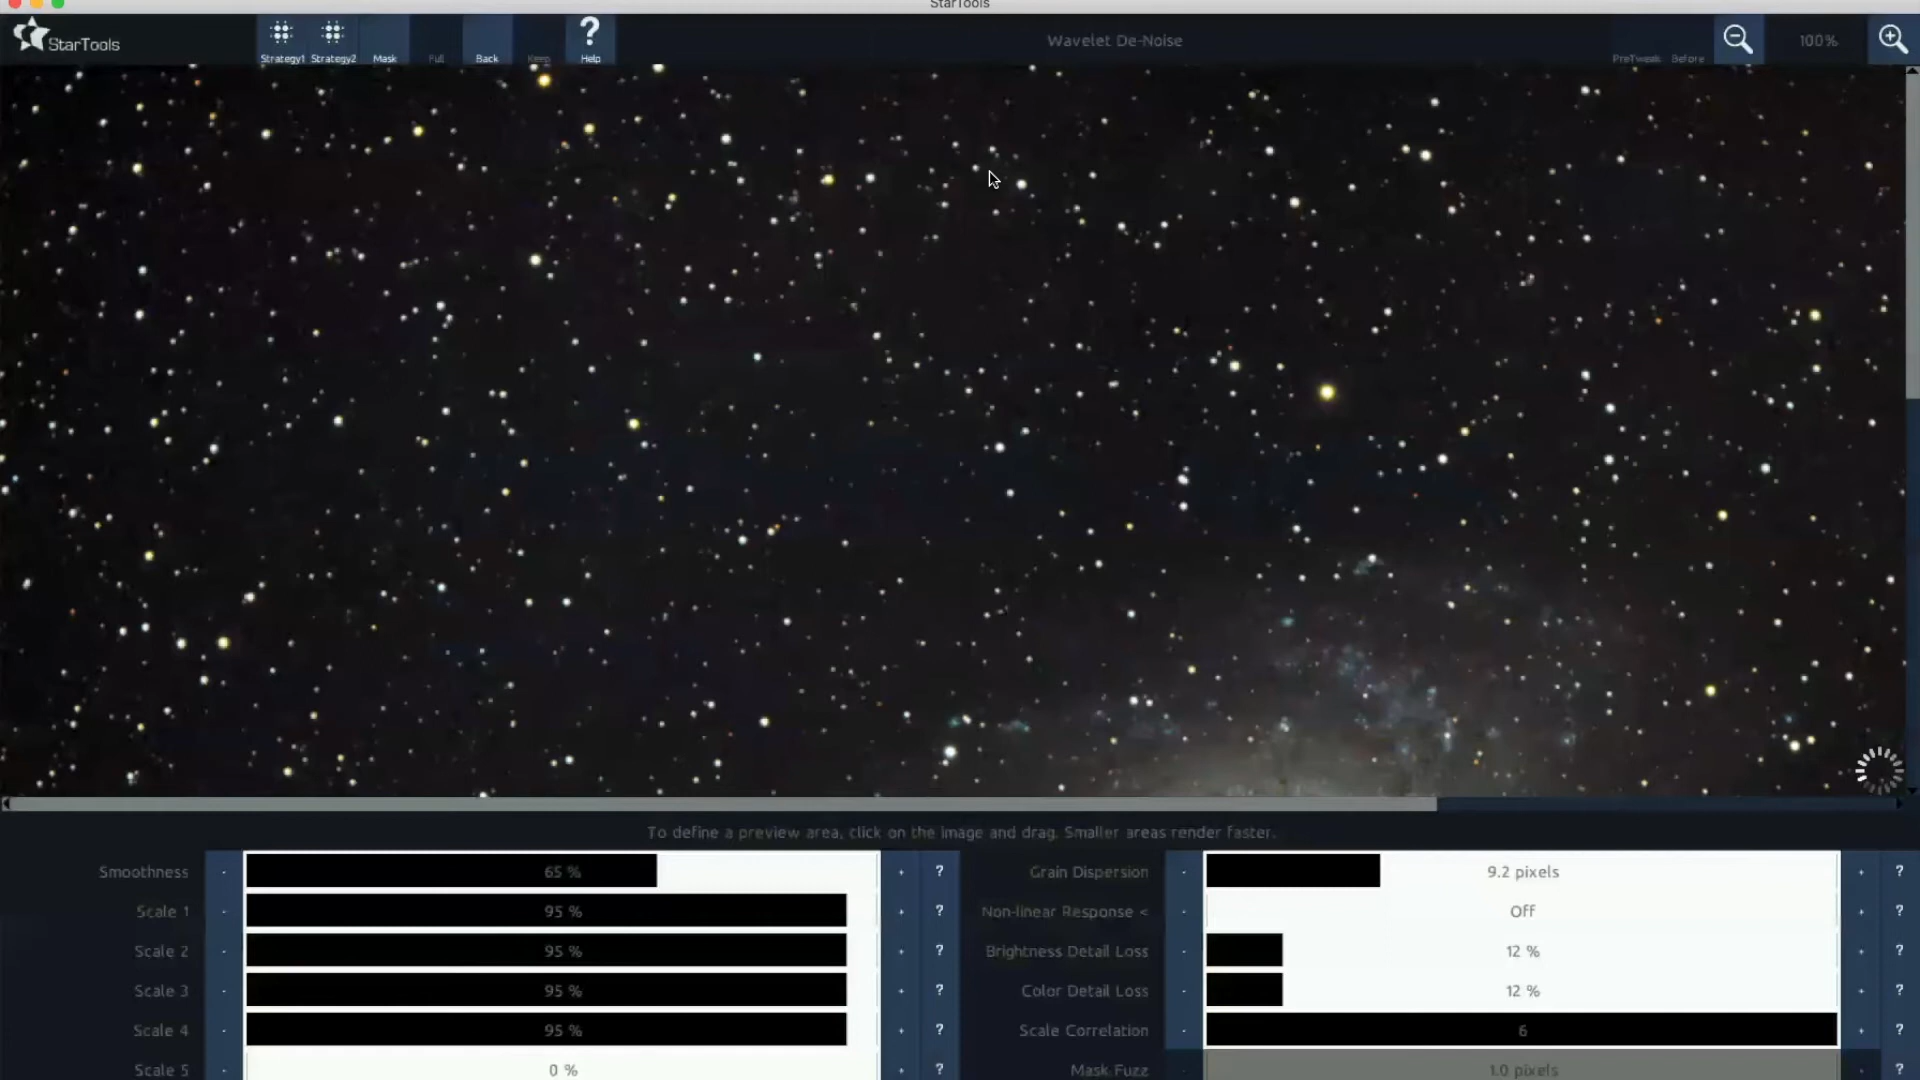 StarTools
StarTools
Strategy1 Strategy2 Mask Full Back Keep Help
Wavelet De-Noise
PreTweak Before
100%
To define a preview area, click on the image and drag. Smaller areas render faster.
Smoothness - 65 % + ?
Scale 1 - 95 % + ?
Scale 2 - 95 % + ?
Scale 3 - 95 % + ?
Scale 4 - 95 % + ?
Scale 5 - 0 % + ?
Grain Dispersion - 9.2 pixels + ?
Non-linear Response < - Off + ?
Brightness Detail Loss - 12 % + ?
Color Detail Loss - 12 % + ?
Scale Correlation - 6 + ?
Mask Fuzz - 1.0 pixels + ?